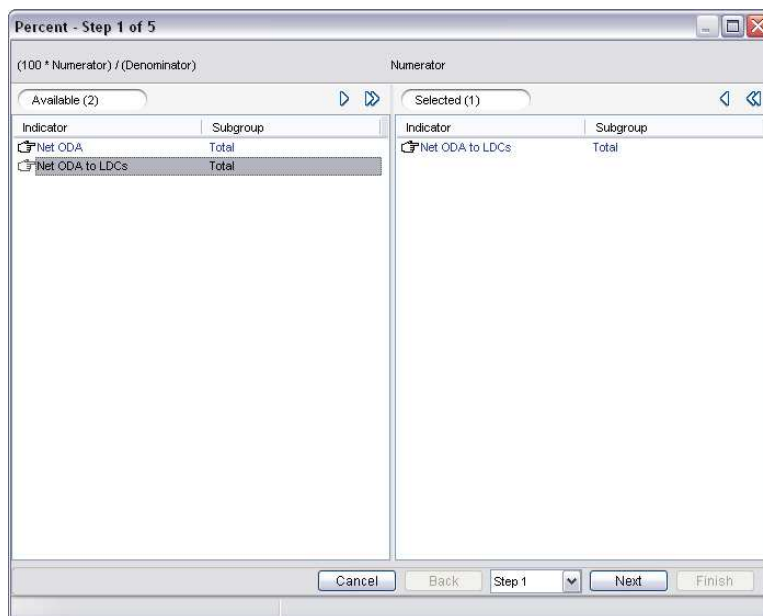 Percent - Step 1 of 5
(100 * Numerator) / (Denominator) Numerator
Available (2) Selected (1)
Indicator Subgroup Indicator Subgroup
Net ODA Total Net ODA to LDCs Total
Net ODA to LDCs Total
Cancel Back Step 1 Next Finish